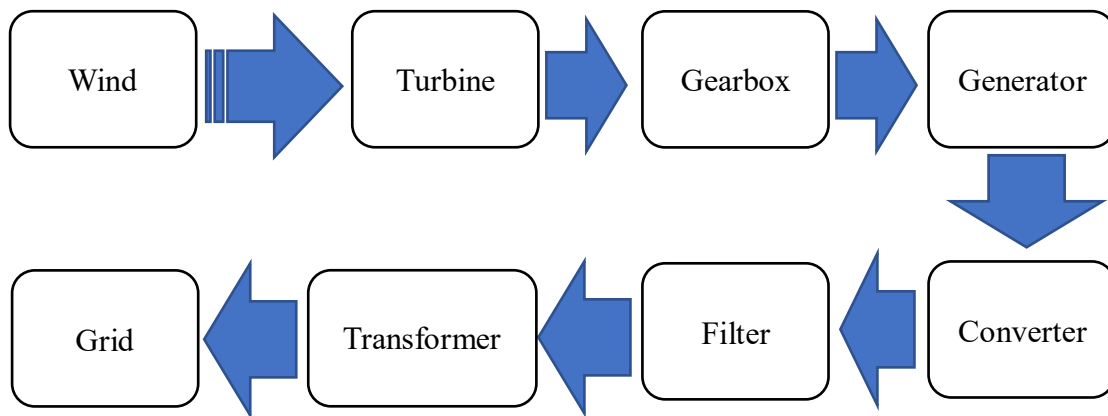 Wind
Turbine
Gearbox
Generator
Converter
Filter
Transformer
Grid